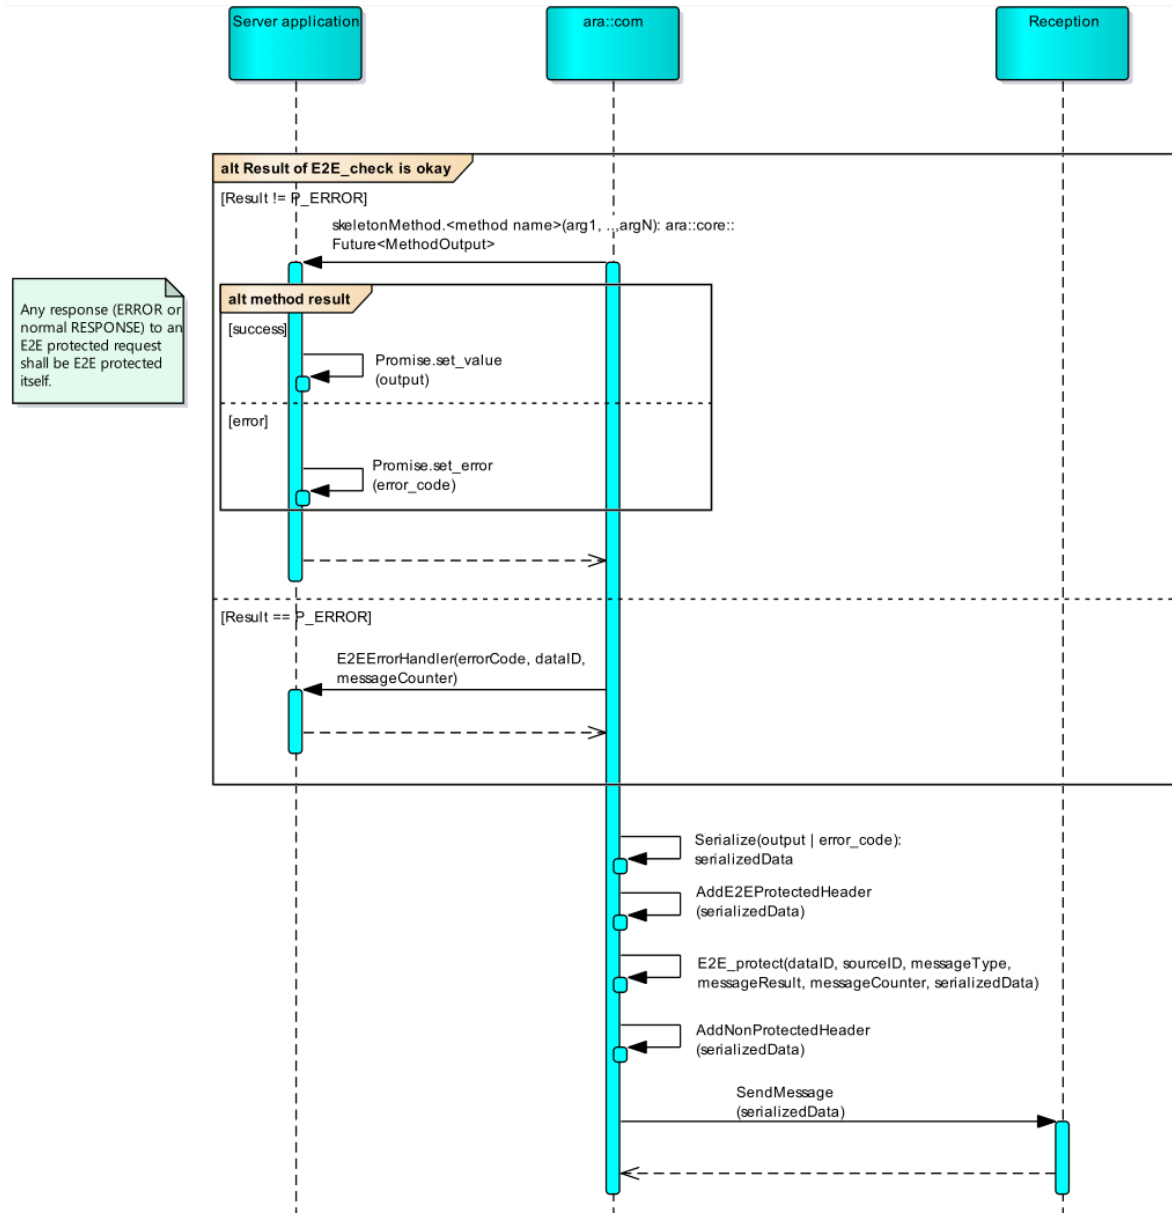 Server application
ara::com
Reception
alt Result of E2E_check is okay
[Result != P_ERROR]
skeletonMethod.<method name>(arg1, ..,argN): ara::core::
Future<MethodOutput>
Any response (ERROR or
normal RESPONSE) to an
E2E protected request
shall be E2E protected
itself.
alt method result
[success]
Promise.set_value
(output)
[error]
Promise.set_error
(error_code)
[Result == P_ERROR]
E2EErrorHandler(errorCode, dataID,
messageCounter)
Serialize(output | error_code):
serializedData
AddE2EProtectedHeader
(serializedData)
E2E_protect(dataID, sourceID, messageType,
messageResult, messageCounter, serializedData)
AddNonProtectedHeader
(serializedData)
SendMessage
(serializedData)